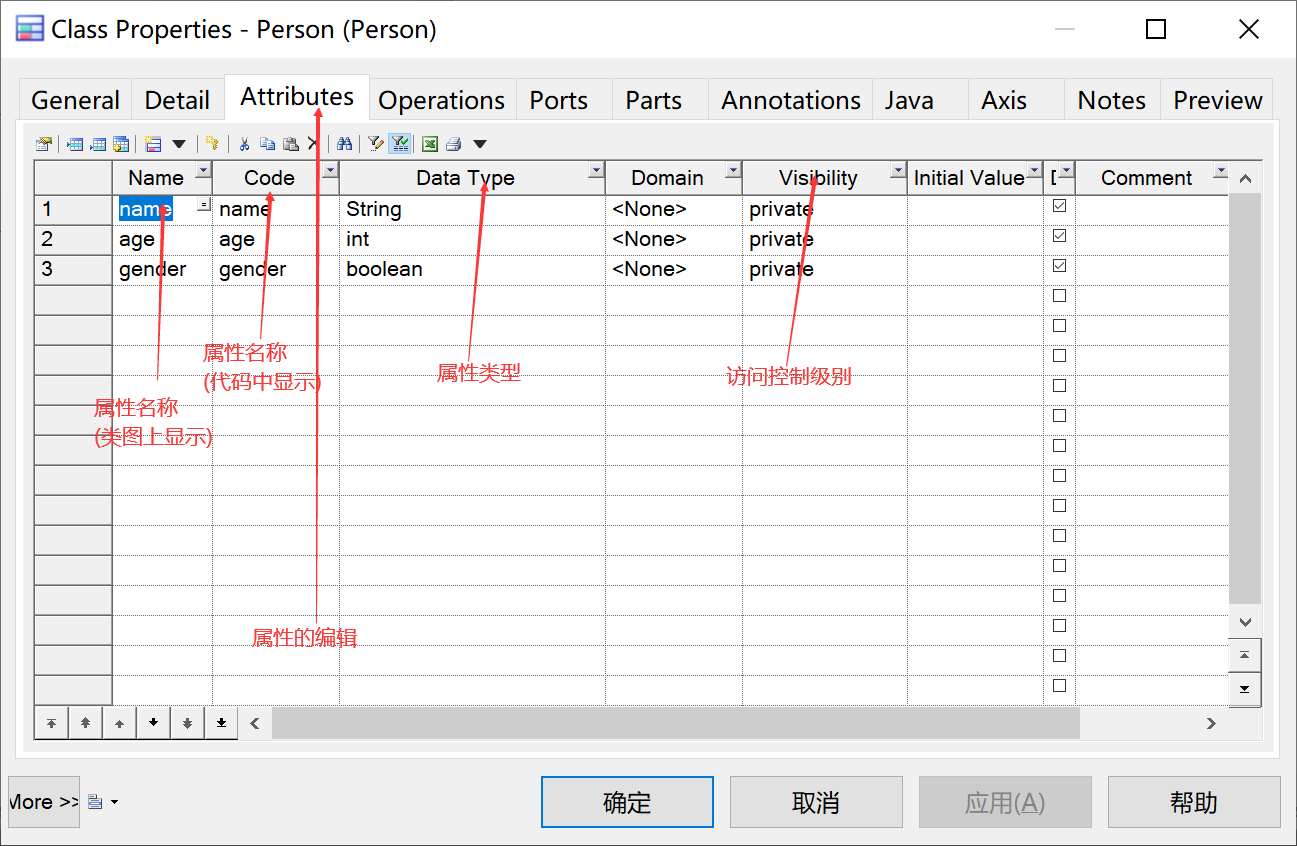 Class Properties - Person (Person)
General Detail Attributes Operations Ports Parts Annotations Java Axis Notes Preview
Name Code Data Type Domain Visibility Initial Value D Comment
1 name name String <None> private
2 age age int <None> private
3 gender gender boolean <None> private
属性名称
(代码中显示)
属性类型
访问控制级别
属性名称
(类图上显示)
属性的编辑
More >> 确定 取消 应用(A) 帮助